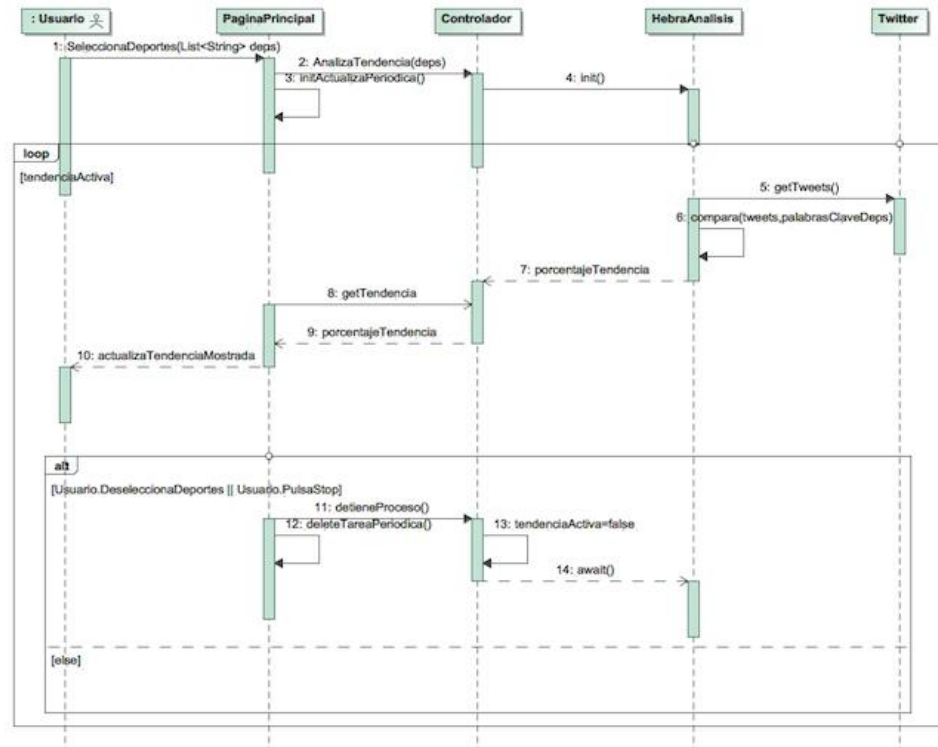 : Usuario
PaginaPrincipal
Controlador
HebraAnalisis
Twitter
1: SeleccionaDeportes(List<String> deps)
2: AnalizaTendencia(deps)
3: initActualizaPeriodica()
4: init()
loop
[tendenciaActiva]
5: getTweets()
6: compara(tweets,palabrasClaveDeps)
7: porcentajeTendencia
8: getTendencia
9: porcentajeTendencia
10: actualizaTendenciaMostrada
alt
[Usuario.DeseleccionaDeportes || Usuario.PulsaStop]
11: detieneProceso()
12: deleteTareaPeriodica()
13: tendenciaActiva=false
14: await()
[else]